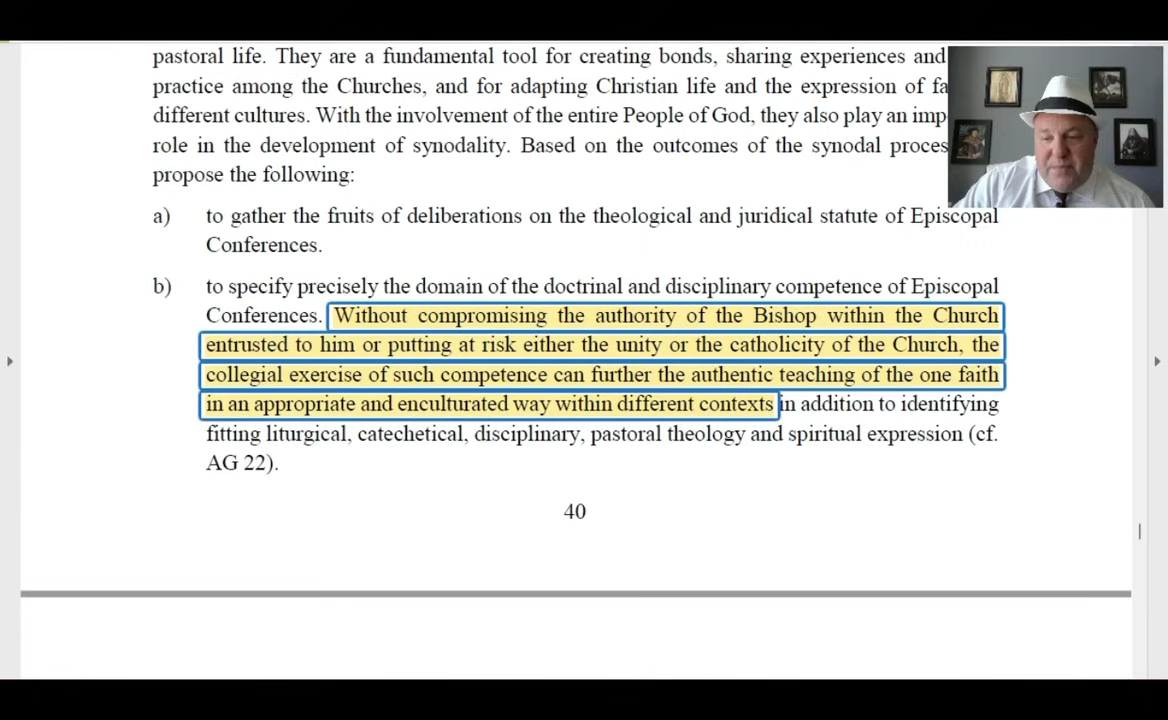 pastoral life. They are a fundamental tool for creating bonds, sharing experiences and
practice among the Churches, and for adapting Christian life and the expression of fa
different cultures. With the involvement of the entire People of God, they also play an imp
role in the development of synodality. Based on the outcomes of the synodal proces
propose the following:
a) to gather the fruits of deliberations on the theological and juridical statute of Episcopal
Conferences.
b) to specify precisely the domain of the doctrinal and disciplinary competence of Episcopal
Conferences. Without compromising the authority of the Bishop within the Church
entrusted to him or putting at risk either the unity or the catholicity of the Church, the
collegial exercise of such competence can further the authentic teaching of the one faith
in an appropriate and enculturated way within different contexts in addition to identifying
fitting liturgical, catechetical, disciplinary, pastoral theology and spiritual expression (cf.
AG 22).
40